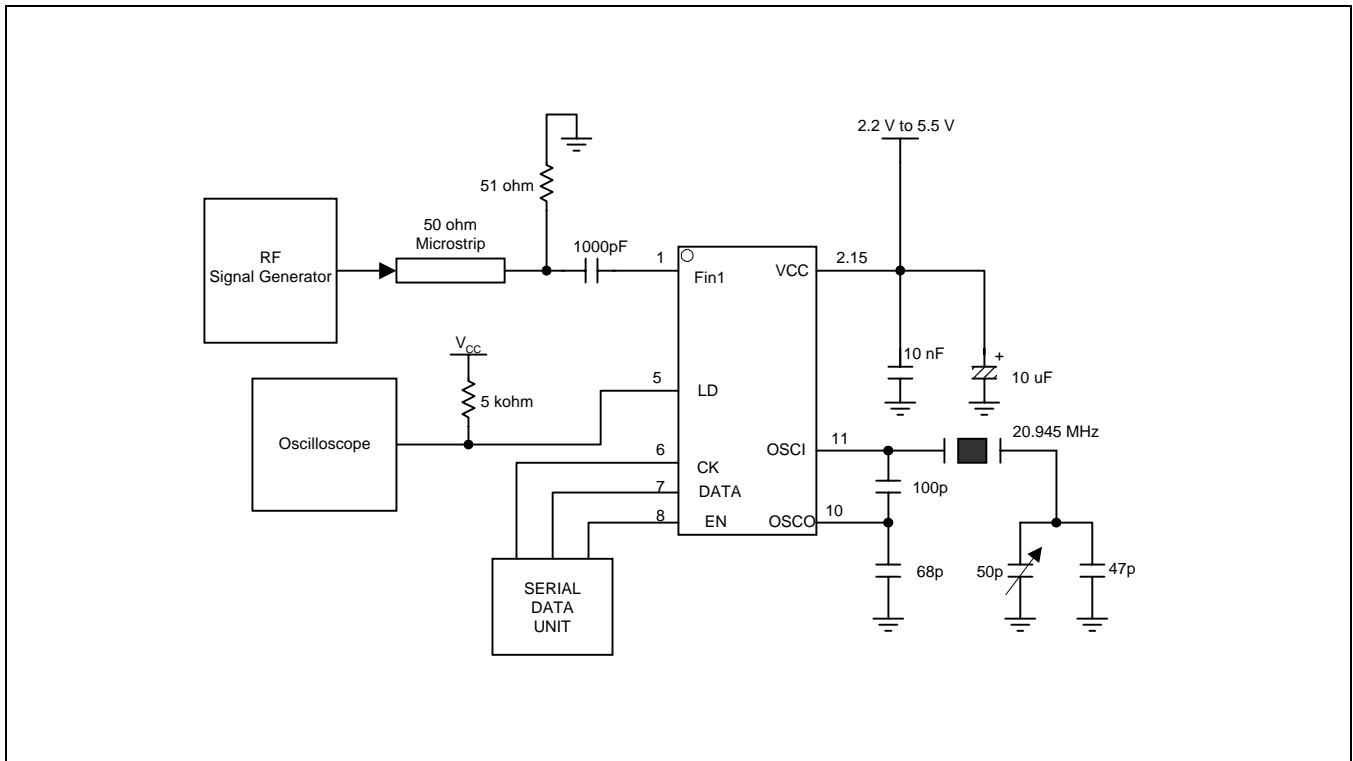 2.2 V to 5.5 V
51 ohm
50 ohm
Microstrip
RF
Signal Generator
1000pF
1
Fin1
VCC
2.15
10 nF
+
10 uF
VCC
5 kohm
Oscilloscope
5
LD
6
CK
7
DATA
8
EN
OSCI
11
20.945 MHz
100p
OSCO
10
68p
50p
47p
SERIAL
DATA
UNIT